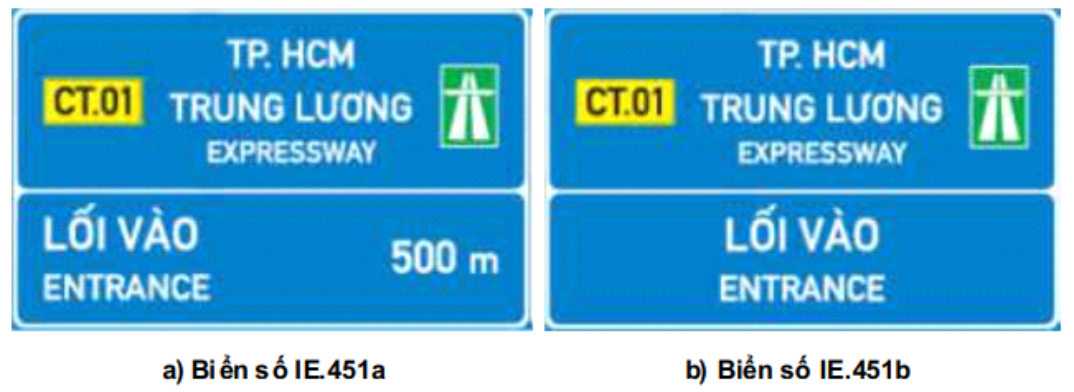 TP. HCM
CT.01
TRUNG LƯƠNG
EXPRESSWAY
LỐI VÀO
500 m
ENTRANCE
a) Biển số IE.451a
TP. HCM
CT.01
TRUNG LƯƠNG
EXPRESSWAY
LỐI VÀO
ENTRANCE
b) Biển số IE.451b